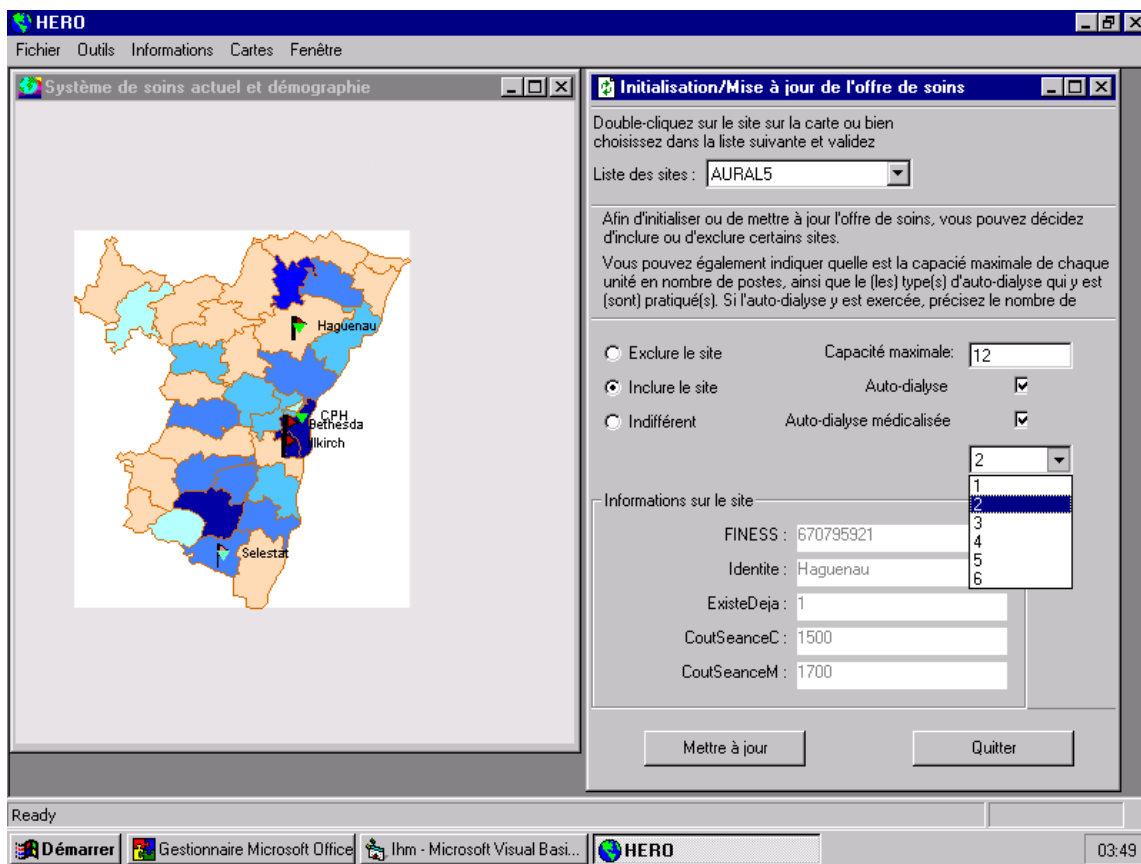 HERO
Fichier Outils Informations Cartes Fenêtre
Système de soins actuel et démographie
Haguenau
CPH
Bethesda
Illkirch
Selestat
Initialisation/Mise à jour de l'offre de soins
Double-cliquez sur le site sur la carte ou bien
choisissez dans la liste suivante et validez
Liste des sites : AURAL5
Afin d'initialiser ou de mettre à jour l'offre de soins, vous pouvez décidez
d'inclure ou d'exclure certains sites.
Vous pouvez également indiquer quelle est la capacié maximale de chaque
unité en nombre de postes, ainsi que le (les) type(s) d'auto-dialyse qui y est
(sont) pratiqué(s). Si l'auto-dialyse y est exercée, précisez le nombre de
Exclure le site Capacité maximale: 12
Inclure le site Auto-dialyse
Indifférent Auto-dialyse médicalisée
2
1
2
3
4
5
6
Informations sur le site
FINESS : 670795921
Identite : Haguenau
ExisteDeja : 1
CoutSeanceC : 1500
CoutSeanceM : 1700
Mettre à jour Quitter
Ready
Démarrer Gestionnaire Microsoft Office Ihm - Microsoft Visual Basi... HERO 03:49